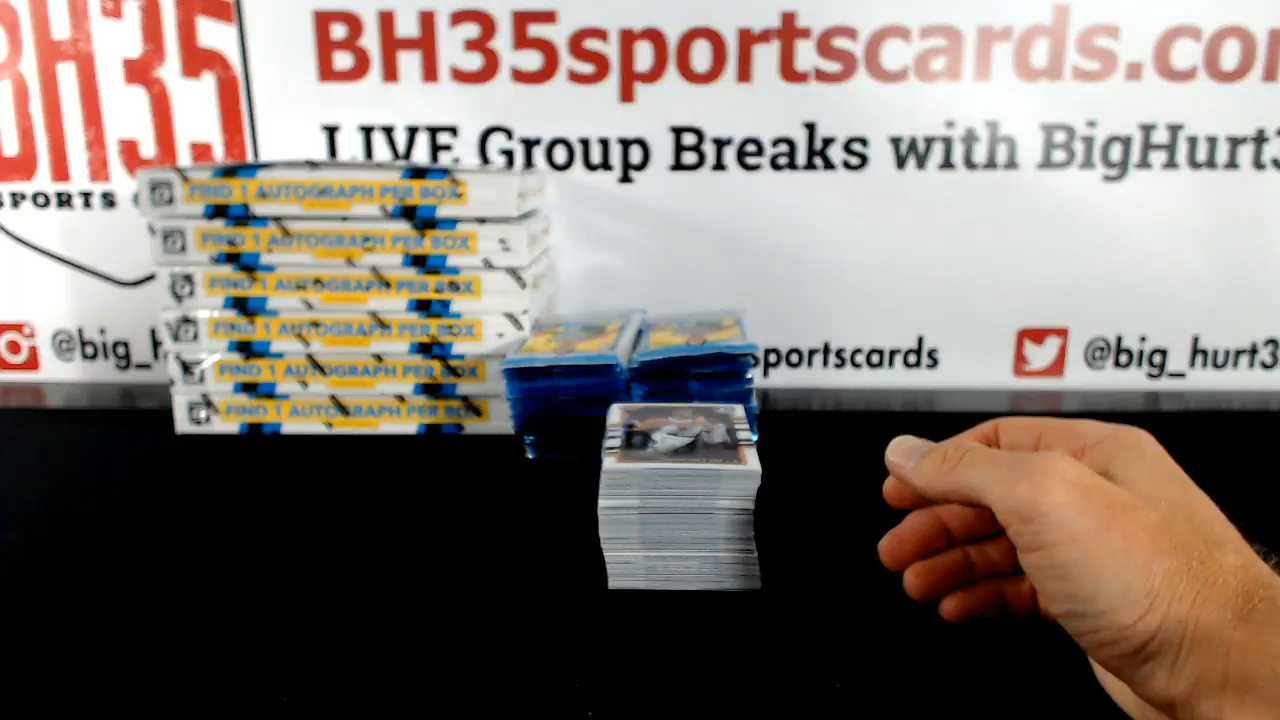 BH35
SPORTS
BH35sportscards.co
LIVE Group Breaks with BigHurt3
FIND 1 AUTOGRAPH PER BOX
FIND 1 AUTOGRAPH PER BOX
FIND 1 AUTOGRAPH PER BOX
FIND 1 AUTOGRAPH PER BOX
FIND 1 AUTOGRAPH PER BOX
FIND 1 AUTOGRAPH PER BOX
@big_
sportscards
@big_hurt3